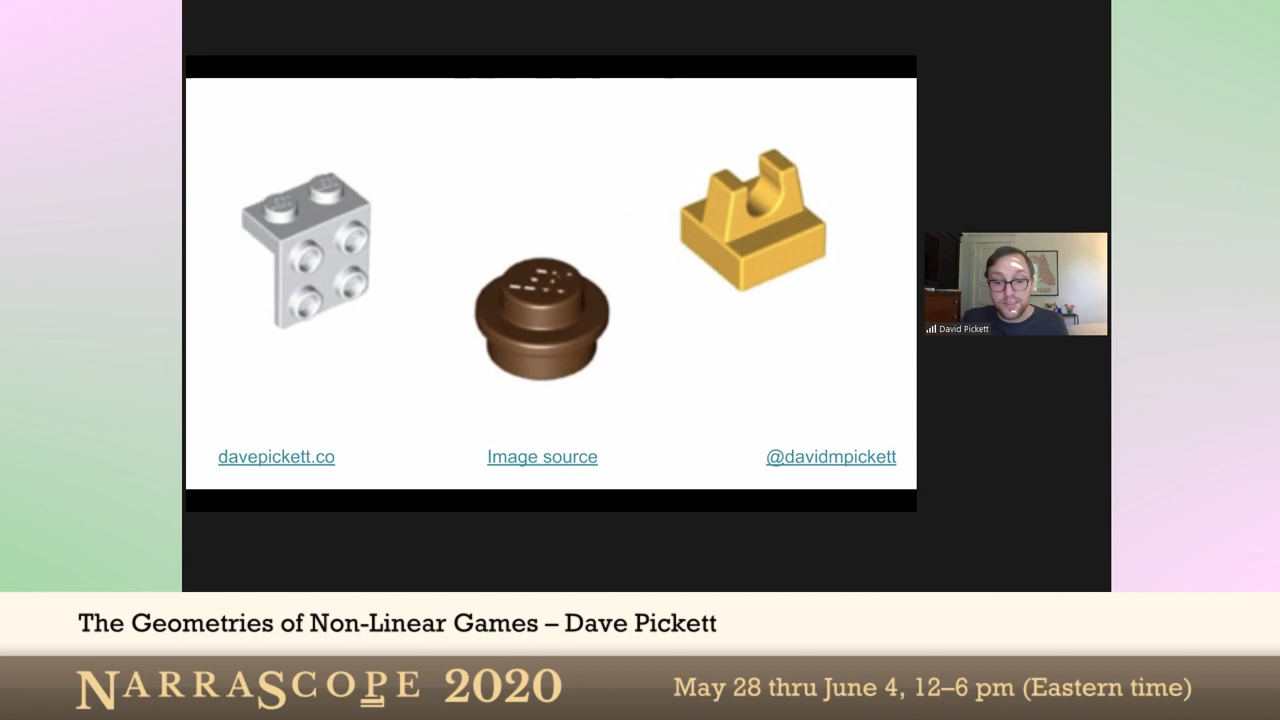 davepickett.co
Image source
@davidmpickett
David Pickett
The Geometries of Non-Linear Games – Dave Pickett
NARRASCOPE 2020
May 28 thru June 4, 12–6 pm (Eastern time)